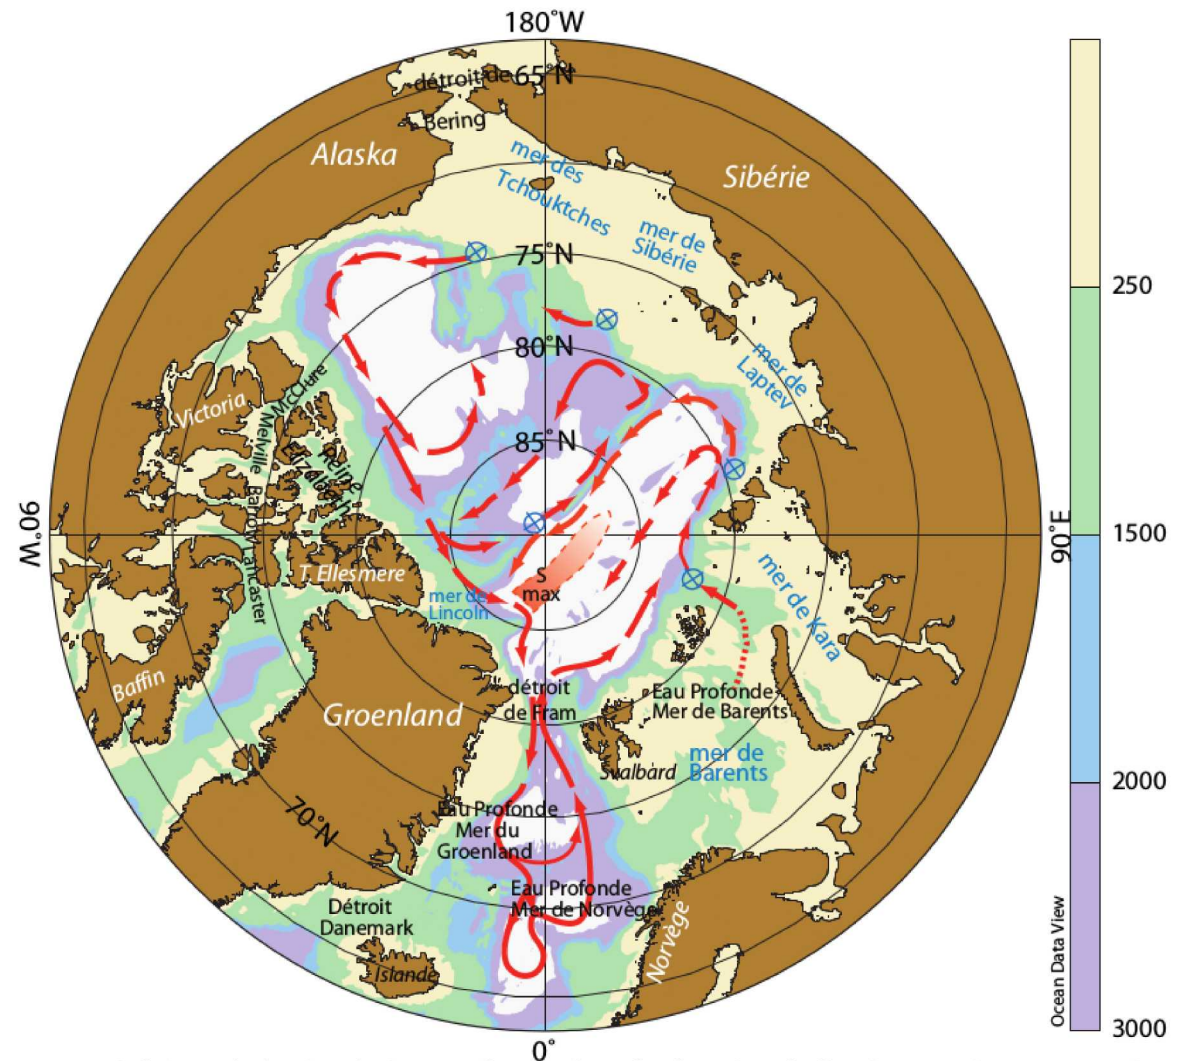 180°W
détroit de
65°N
Bering
Alaska
Sibérie
mer des
Tchouktches
mer de
Sibérie
75°N
250
80°N
mer de
Laptev
McClure
Victoria
Melville
Reine
Elizabeth
85°N
Barrow
Lancaster
90°W
90°E
1500
T. Ellesmere
S
max
mer de
Lincoln
mer de Kara
Baffin
détroit
de Fram
Eau Profonde
Mer de Barents
Groenland
mer de
Barents
Svalbard
2000
70°N
Eau Profonde
Mer du
Groenland
Eau Profonde
Mer de Norvège
Détroit
Danemark
Norvège
Islande
Ocean Data View
3000
0°